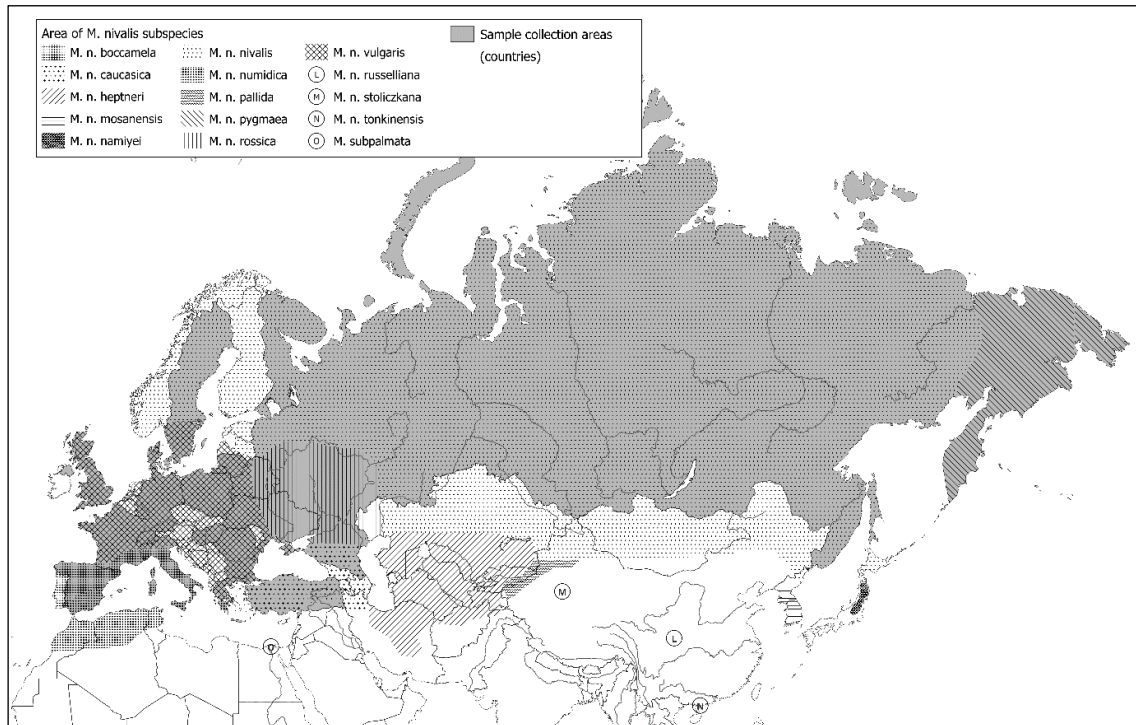 Area of M. nivalis subspecies
M. n. boccamela
M. n. caucasica
M. n. heptneri
M. n. mosanensis
M. n. namiyei
M. n. nivalis
M. n. numidica
M. n. pallida
M. n. pygmaea
M. n. rossica
M. n. vulgaris
L M. n. russelliana
M M. n. stoliczkana
N M. n. tonkinensis
O M. subpalmata
Sample collection areas
(countries)
M
L
O
N